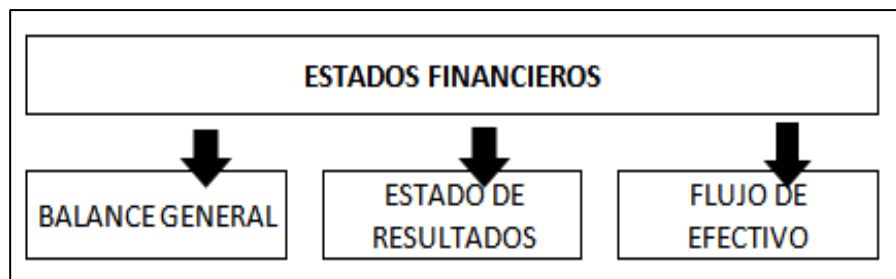 ESTADOS FINANCIEROS
BALANCE GENERAL
ESTADO DE
RESULTADOS
FLUJO DE
EFECTIVO